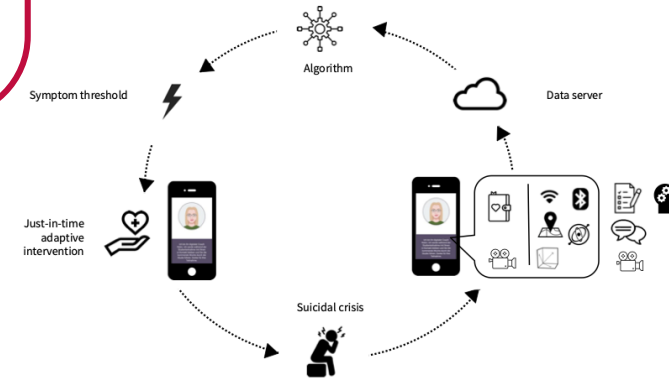 Algorithm
Symptom threshold
Data server
Just-in-time
adaptive
intervention
Suicidal crisis